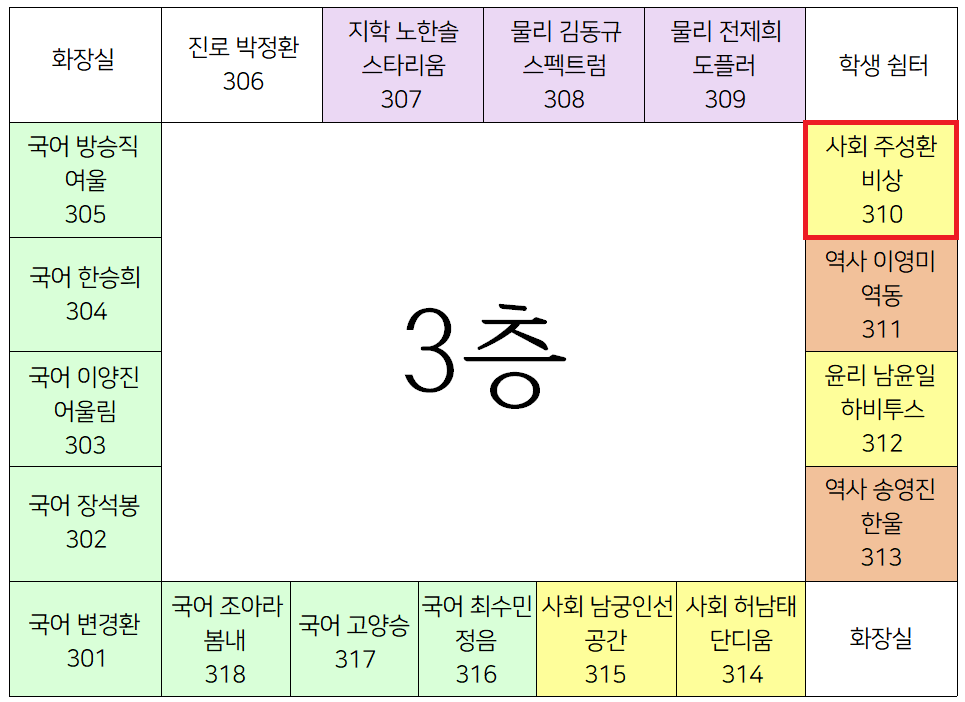 화장실
진로 박정환
306
지학 노한솔
스타리움
307
물리 김동규
스펙트럼
308
물리 전제희
도플러
309
학생 쉼터
국어 방승직
여울
305
사회 주성환
비상
310
국어 한승희
304
역사 이영미
역동
311
3층
국어 이양진
어울림
303
윤리 남윤일
하비투스
312
국어 장석봉
302
역사 송영진
한울
313
국어 변경환
301
국어 조아라
봄내
318
국어 고양승
317
국어 최수민
정음
316
사회 남궁인선
공간
315
사회 허남태
단디움
314
화장실